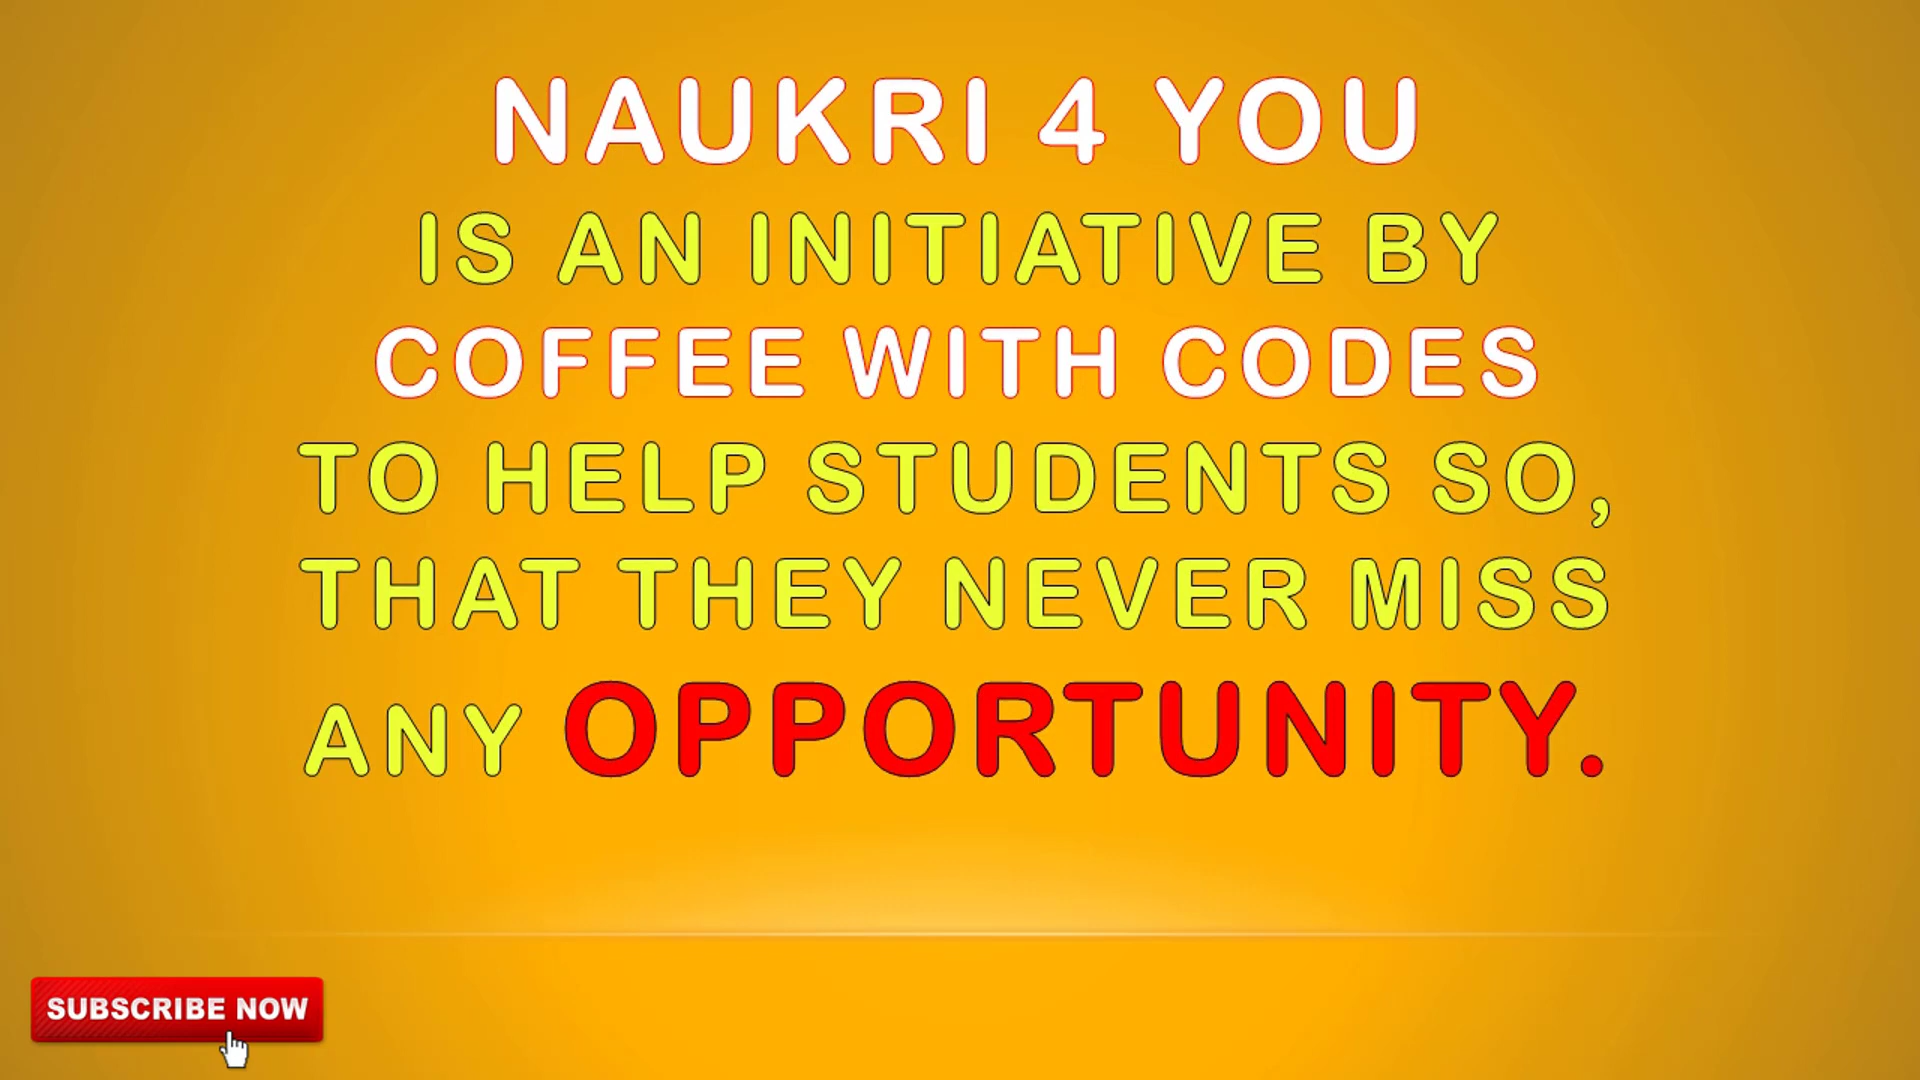 NAUKRI 4 YOU
IS AN INITIATIVE BY
COFFEE WITH CODES
TO HELP STUDENTS SO,
THAT THEY NEVER MISS
ANY OPPORTUNITY.
SUBSCRIBE NOW